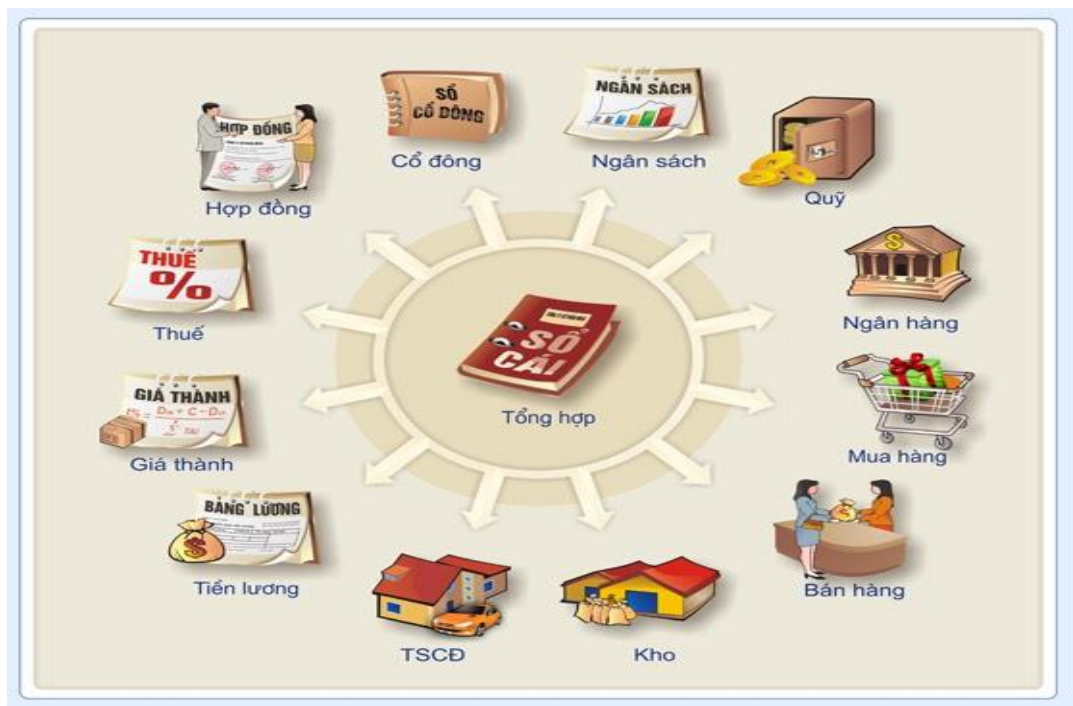 SỔ
CỔ ĐÔNG
Cổ đông
NGÂN SÁCH
Ngân sách
Quỹ
HỢP ĐỒNG
Hợp đồng
THUẾ
%
Thuế
$
Ngân hàng
SỔ
CÁI
Tổng hợp
GIÁ THÀNH
Giá thành
Mua hàng
BẢNG LƯƠNG
$
Tiền lương
$
Bán hàng
TSCĐ
Kho